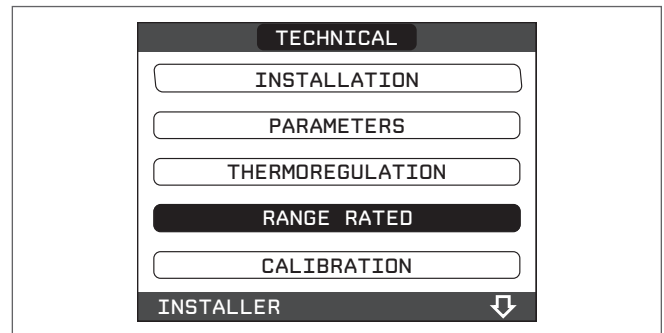 TECHNICAL
INSTALLATION
PARAMETERS
THERMOREGULATION
RANGE RATED
CALIBRATION
INSTALLER